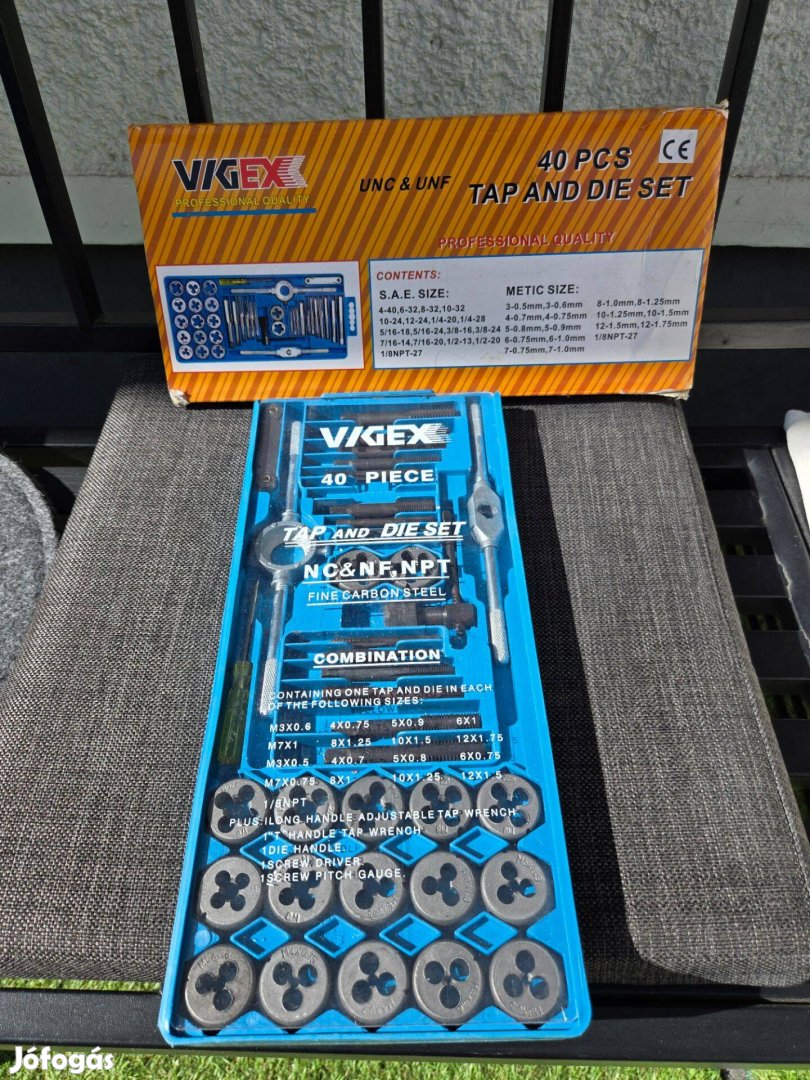 VIGEX
PROFESSIONAL QUALITY
UNC & UNF
40 PCS
TAP AND DIE SET
CE
PROFESSIONAL QUALITY
CONTENTS:
S.A.E. SIZE:
4-40,6-32,8-32,10-32
10-24,12-24,1/4-20,1/4-28
5/16-18,5/16-24,3/8-16,3/8-24
7/16-14,7/16-20,1/2-13,1/2-20
1/8NPT-27
METIC SIZE:
3-0.5mm,3-0.6mm
4-0.7mm,4-0.75mm
5-0.8mm,5-0.9mm
6-0.75mm,6-1.0mm
7-0.75mm,7-1.0mm
8-1.0mm,8-1.25mm
10-1.25mm,10-1.5mm
12-1.5mm,12-1.75mm
1/8NPT-27
VIGEX
40 PIECE
TAP AND DIE SET
NC&NF,NPT
FINE CARBON STEEL
COMBINATION
CONTAINING ONE TAP AND DIE IN EACH
OF THE FOLLOWING SIZES:
M3X0.6 4X0.75 5X0.9 6X1
M7X1 8X1.25 10X1.5 12X1.75
M3X0.5 4X0.7 5X0.8 6X0.75
M7X0.75 8X1 10X1.25 12X1.5
1/8NPT
PLUS:1LONG HANDLE ADJUSTABLE TAP WRENCH
1"T"HANDLE TAP WRENCH
1DIE HANDLE.
1SCREW DRIVER.
1SCREW PITCH GAUGE.
Jófogás